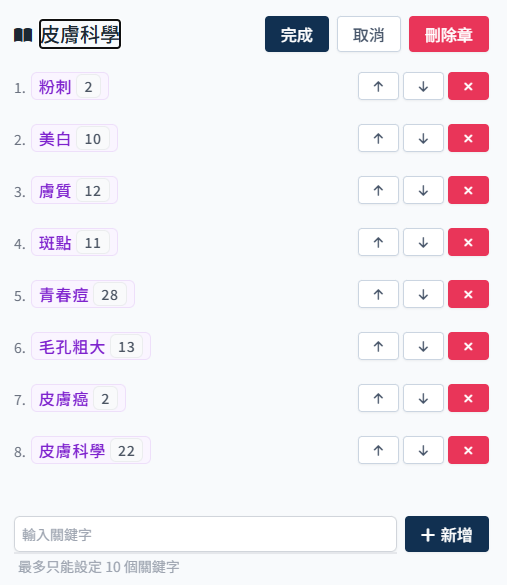 皮膚科學 完成 取消 刪除章
1. 粉刺 2 ↑ ↓ ×
2. 美白 10 ↑ ↓ ×
3. 膚質 12 ↑ ↓ ×
4. 斑點 11 ↑ ↓ ×
5. 青春痘 28 ↑ ↓ ×
6. 毛孔粗大 13 ↑ ↓ ×
7. 皮膚癌 2 ↑ ↓ ×
8. 皮膚科學 22 ↑ ↓ ×
輸入關鍵字 + 新增
最多只能設定 10 個關鍵字